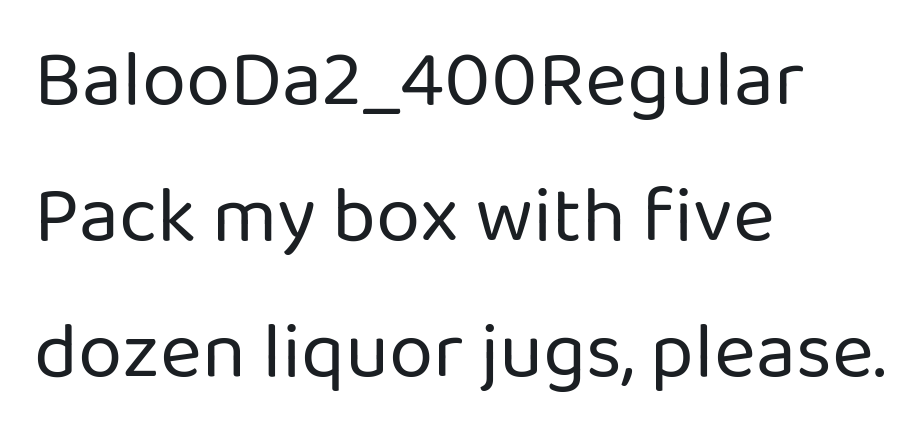 BalooDa2_400Regular
Pack my box with five
dozen liquor jugs, please.